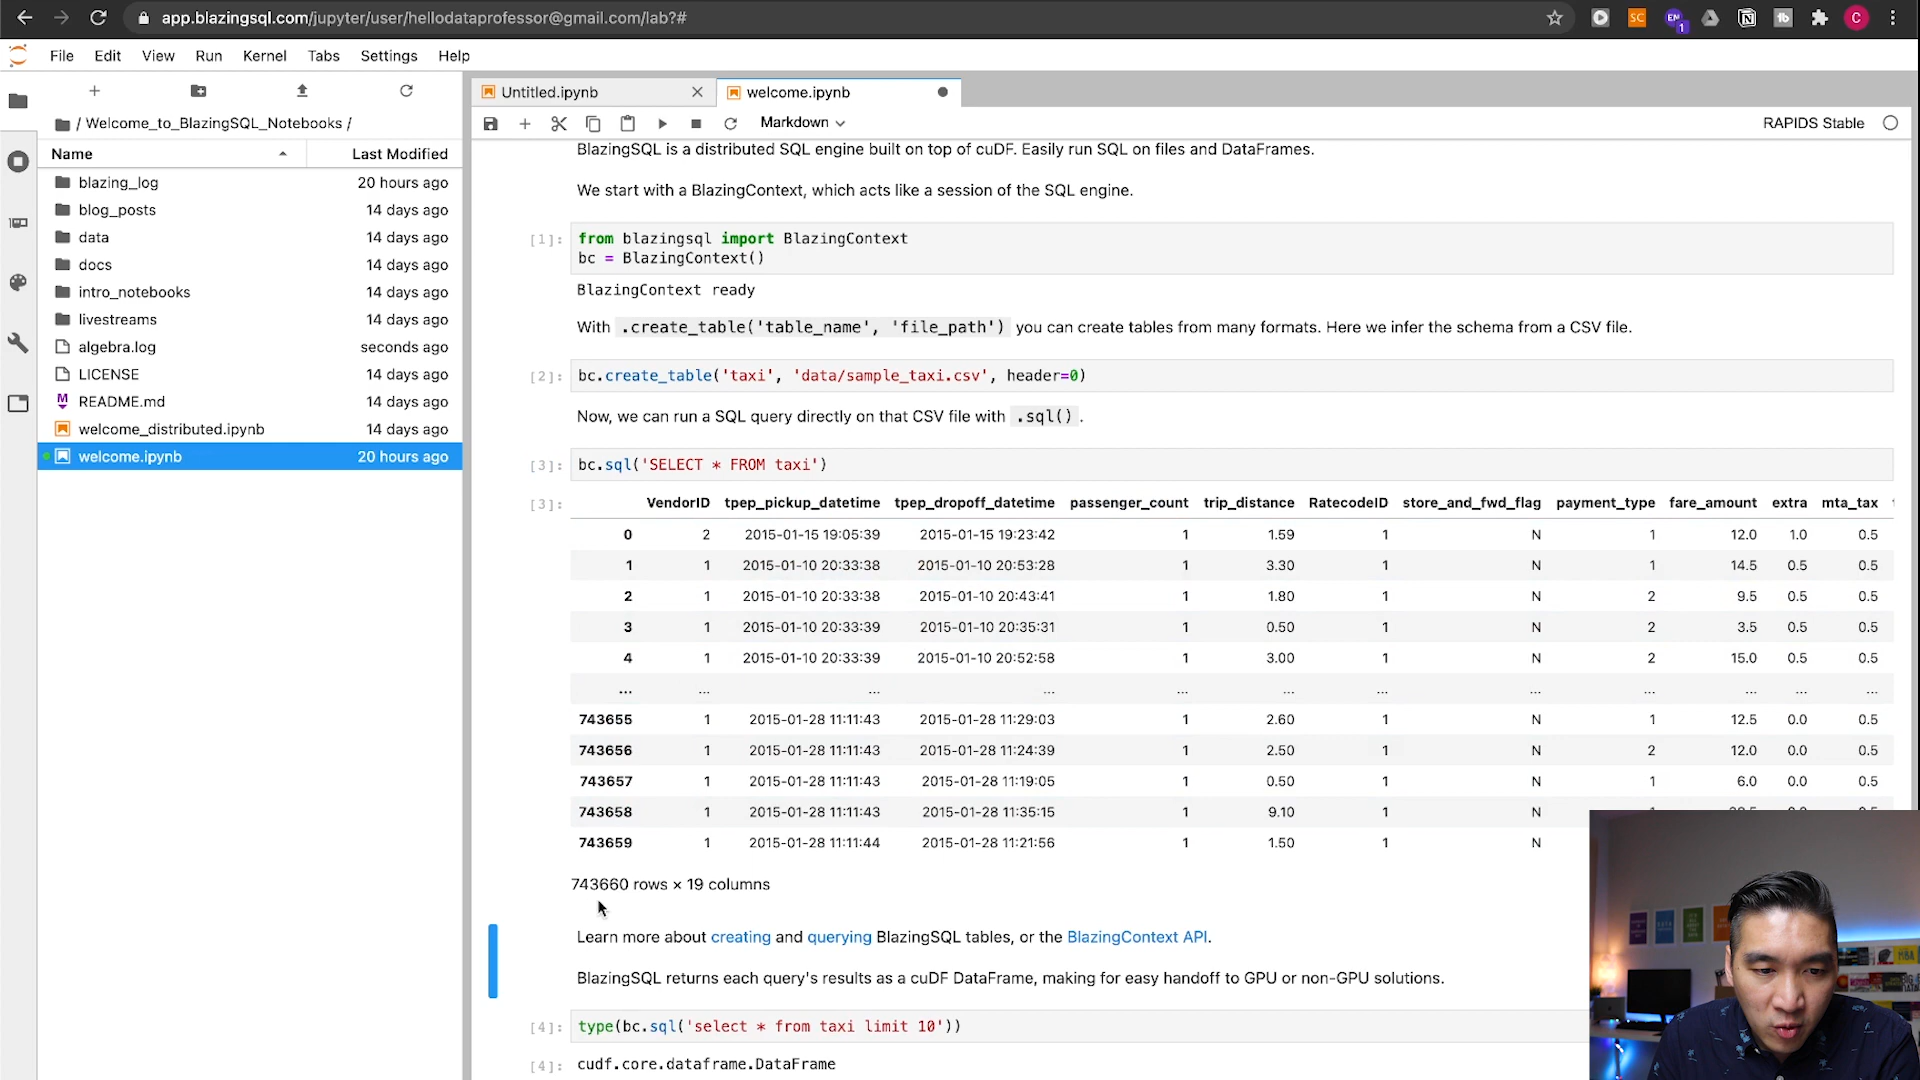 app.blazingsql.com/jupyter/user/hellodataprofessor@gmail.com/lab?#
SC
EN
1
tb
C
File Edit View Run Kernel Tabs Settings Help
Untitled.ipynb
welcome.ipynb
/ Welcome_to_BlazingSQL_Notebooks /
Markdown
RAPIDS Stable
Name Last Modified
blazing_log 20 hours ago
blog_posts 14 days ago
data 14 days ago
docs 14 days ago
intro_notebooks 14 days ago
livestreams 14 days ago
algebra.log seconds ago
LICENSE 14 days ago
README.md 14 days ago
welcome_distributed.ipynb 14 days ago
welcome.ipynb 20 hours ago
BlazingSQL is a distributed SQL engine built on top of cuDF. Easily run SQL on files and DataFrames.
We start with a BlazingContext, which acts like a session of the SQL engine.
[1]: from blazingsql import BlazingContext
bc = BlazingContext()
BlazingContext ready
With .create_table('table_name', 'file_path') you can create tables from many formats. Here we infer the schema from a CSV file.
[2]: bc.create_table('taxi', 'data/sample_taxi.csv', header=0)
Now, we can run a SQL query directly on that CSV file with .sql() .
[3]: bc.sql('SELECT * FROM taxi')
[3]: VendorID tpep_pickup_datetime tpep_dropoff_datetime passenger_count trip_distance RatecodeID store_and_fwd_flag payment_type fare_amount extra mta_tax
0 2 2015-01-15 19:05:39 2015-01-15 19:23:42 1 1.59 1 N 1 12.0 1.0 0.5
1 1 2015-01-10 20:33:38 2015-01-10 20:53:28 1 3.30 1 N 1 14.5 0.5 0.5
2 1 2015-01-10 20:33:38 2015-01-10 20:43:41 1 1.80 1 N 2 9.5 0.5 0.5
3 1 2015-01-10 20:33:39 2015-01-10 20:35:31 1 0.50 1 N 2 3.5 0.5 0.5
4 1 2015-01-10 20:33:39 2015-01-10 20:52:58 1 3.00 1 N 2 15.0 0.5 0.5
... ... ... ... ... ... ... ... ... ... ... ...
743655 1 2015-01-28 11:11:43 2015-01-28 11:29:03 1 2.60 1 N 1 12.5 0.0 0.5
743656 1 2015-01-28 11:11:43 2015-01-28 11:24:39 1 2.50 1 N 2 12.0 0.0 0.5
743657 1 2015-01-28 11:11:43 2015-01-28 11:19:05 1 0.50 1 N 1 6.0 0.0 0.5
743658 1 2015-01-28 11:11:43 2015-01-28 11:35:15 1 9.10 1 N
743659 1 2015-01-28 11:11:44 2015-01-28 11:21:56 1 1.50 1 N
743660 rows × 19 columns
Learn more about creating and querying BlazingSQL tables, or the BlazingContext API.
BlazingSQL returns each query's results as a cuDF DataFrame, making for easy handoff to GPU or non-GPU solutions.
[4]: type(bc.sql('select * from taxi limit 10'))
[4]: cudf.core.dataframe.DataFrame